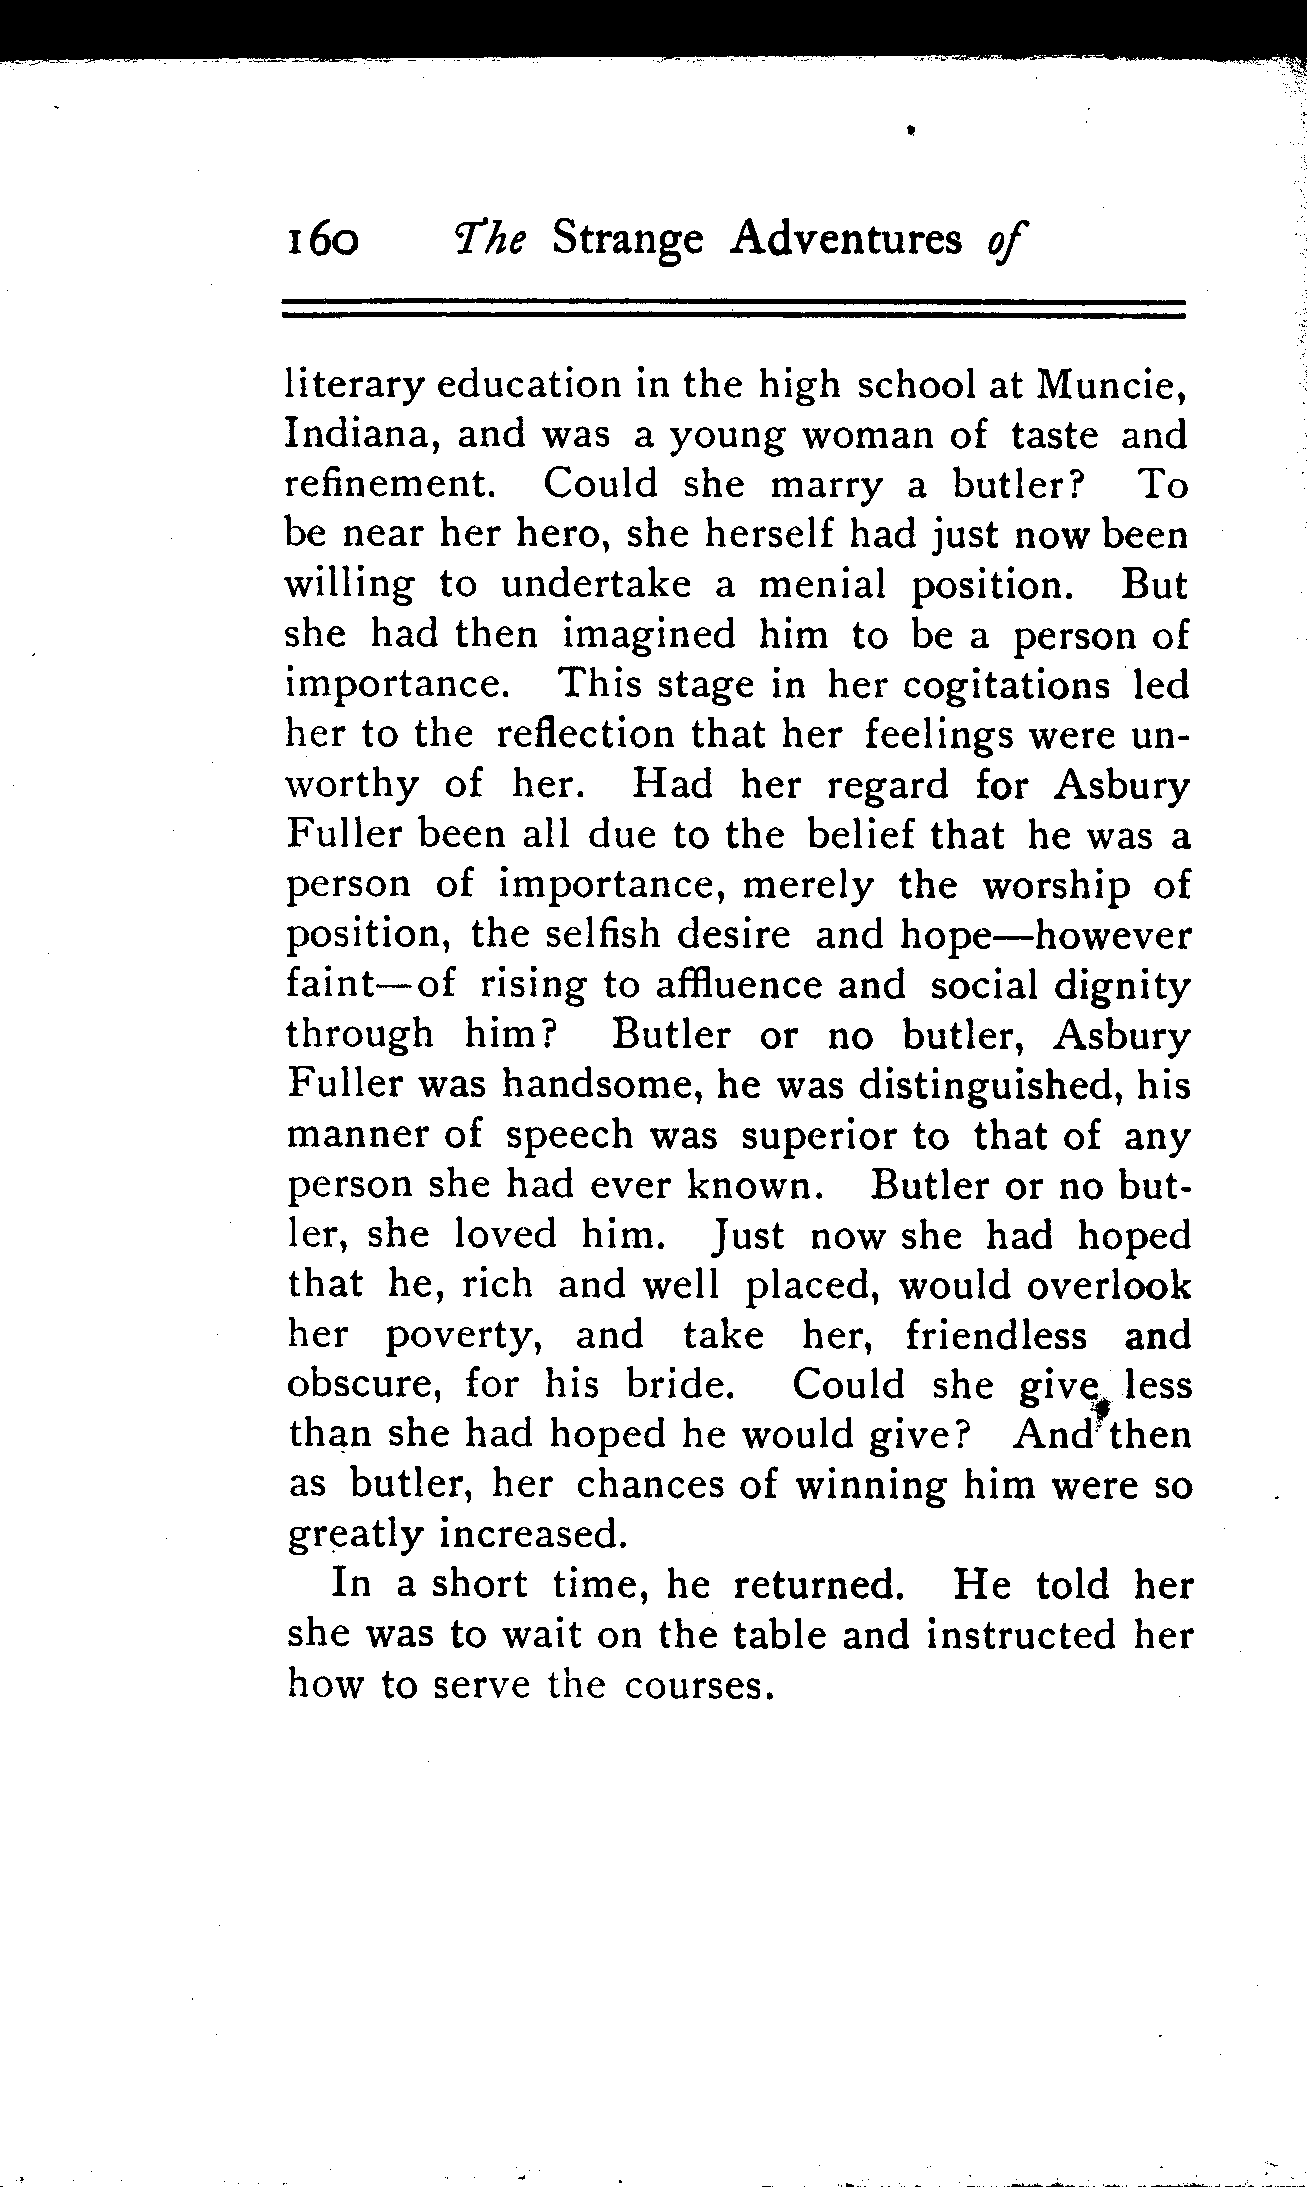 160 The Strange Adventures of
literary education in the high school at Muncie,
Indiana, and was a young woman of taste and
refinement. Could she marry a butler? To
be near her hero, she herself had just now been
willing to undertake a menial position. But
she had then imagined him to be a person of
importance. This stage in her cogitations led
her to the reflection that her feelings were un-
worthy of her. Had her regard for Asbury
Fuller been all due to the belief that he was a
person of importance, merely the worship of
position, the selfish desire and hope—however
faint—of rising to affluence and social dignity
through him? Butler or no butler, Asbury
Fuller was handsome, he was distinguished, his
manner of speech was superior to that of any
person she had ever known. Butler or no but-
ler, she loved him. Just now she had hoped
that he, rich and well placed, would overlook
her poverty, and take her, friendless and
obscure, for his bride. Could she give less
than she had hoped he would give? And then
as butler, her chances of winning him were so
greatly increased.
In a short time, he returned. He told her
she was to wait on the table and instructed her
how to serve the courses.